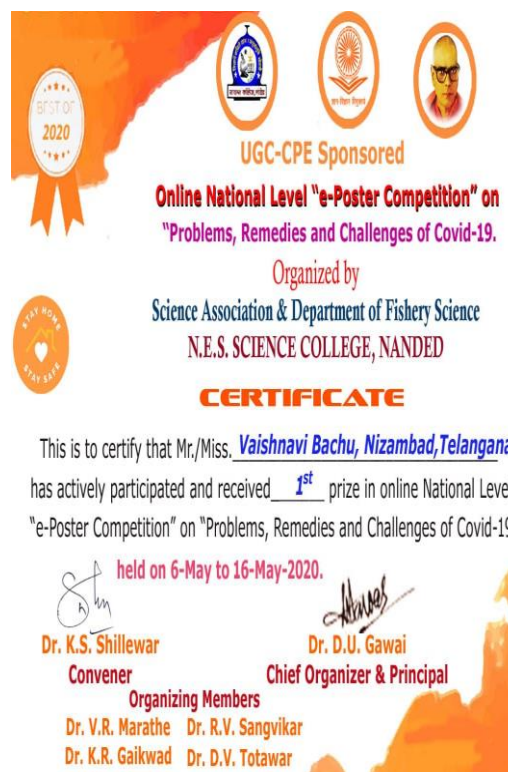 BEST OF
2020
UGC-CPE Sponsored
Online National Level “e-Poster Competition” on
“Problems, Remedies and Challenges of Covid-19.
Organized by
Science Association & Department of Fishery Science
N.E.S. SCIENCE COLLEGE, NANDED
STAY HOME
STAY SAFE
CERTIFICATE
This is to certify that Mr./Miss. Vaishnavi Bachu, Nizambad,Telangana
has actively participated and received 1st prize in online National Leve
“e-Poster Competition” on “Problems, Remedies and Challenges of Covid-19
held on 6-May to 16-May-2020.
Dr. K.S. Shillewar Dr. D.U. Gawai
Convener Chief Organizer & Principal
Organizing Members
Dr. V.R. Marathe Dr. R.V. Sangvikar
Dr. K.R. Gaikwad Dr. D.V. Totawar